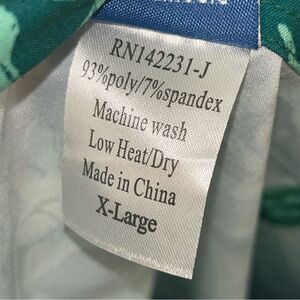 RN142231-J
93%poly/7%spandex
Machine wash
Low Heat/Dry
Made in China
X-Large